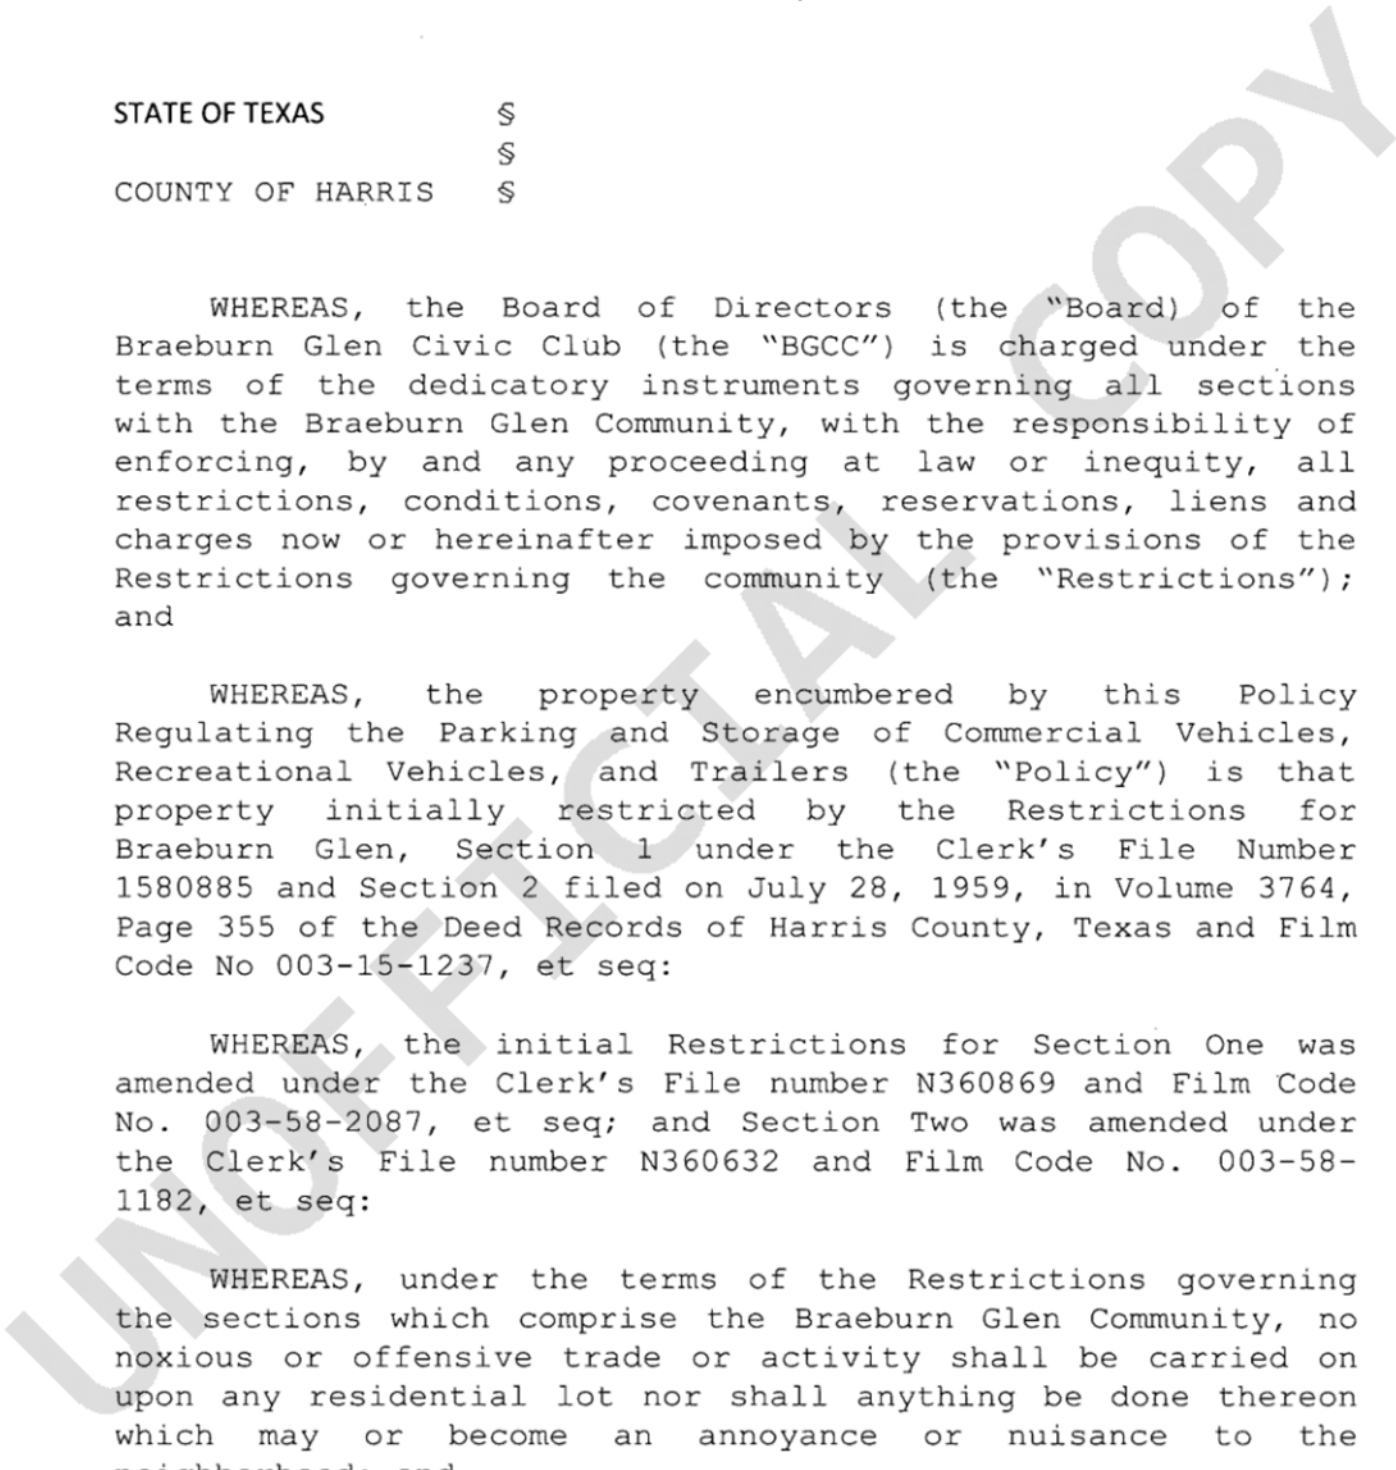 STATE OF TEXAS §
§
COUNTY OF HARRIS §
WHEREAS, the Board of Directors (the “Board) of the
Braeburn Glen Civic Club (the “BGCC”) is charged under the
terms of the dedicatory instruments governing all sections
with the Braeburn Glen Community, with the responsibility of
enforcing, by and any proceeding at law or inequity, all
restrictions, conditions, covenants, reservations, liens and
charges now or hereinafter imposed by the provisions of the
Restrictions governing the community (the “Restrictions”);
and
WHEREAS, the property encumbered by this Policy
Regulating the Parking and Storage of Commercial Vehicles,
Recreational Vehicles, and Trailers (the “Policy”) is that
property initially restricted by the Restrictions for
Braeburn Glen, Section 1 under the Clerk’s File Number
1580885 and Section 2 filed on July 28, 1959, in Volume 3764,
Page 355 of the Deed Records of Harris County, Texas and Film
Code No 003-15-1237, et seq:
WHEREAS, the initial Restrictions for Section One was
amended under the Clerk’s File number N360869 and Film Code
No. 003-58-2087, et seq; and Section Two was amended under
the Clerk’s File number N360632 and Film Code No. 003-58-
1182, et seq:
WHEREAS, under the terms of the Restrictions governing
the sections which comprise the Braeburn Glen Community, no
noxious or offensive trade or activity shall be carried on
upon any residential lot nor shall anything be done thereon
which may or become an annoyance or nuisance to the
UNOFFICIAL COPY